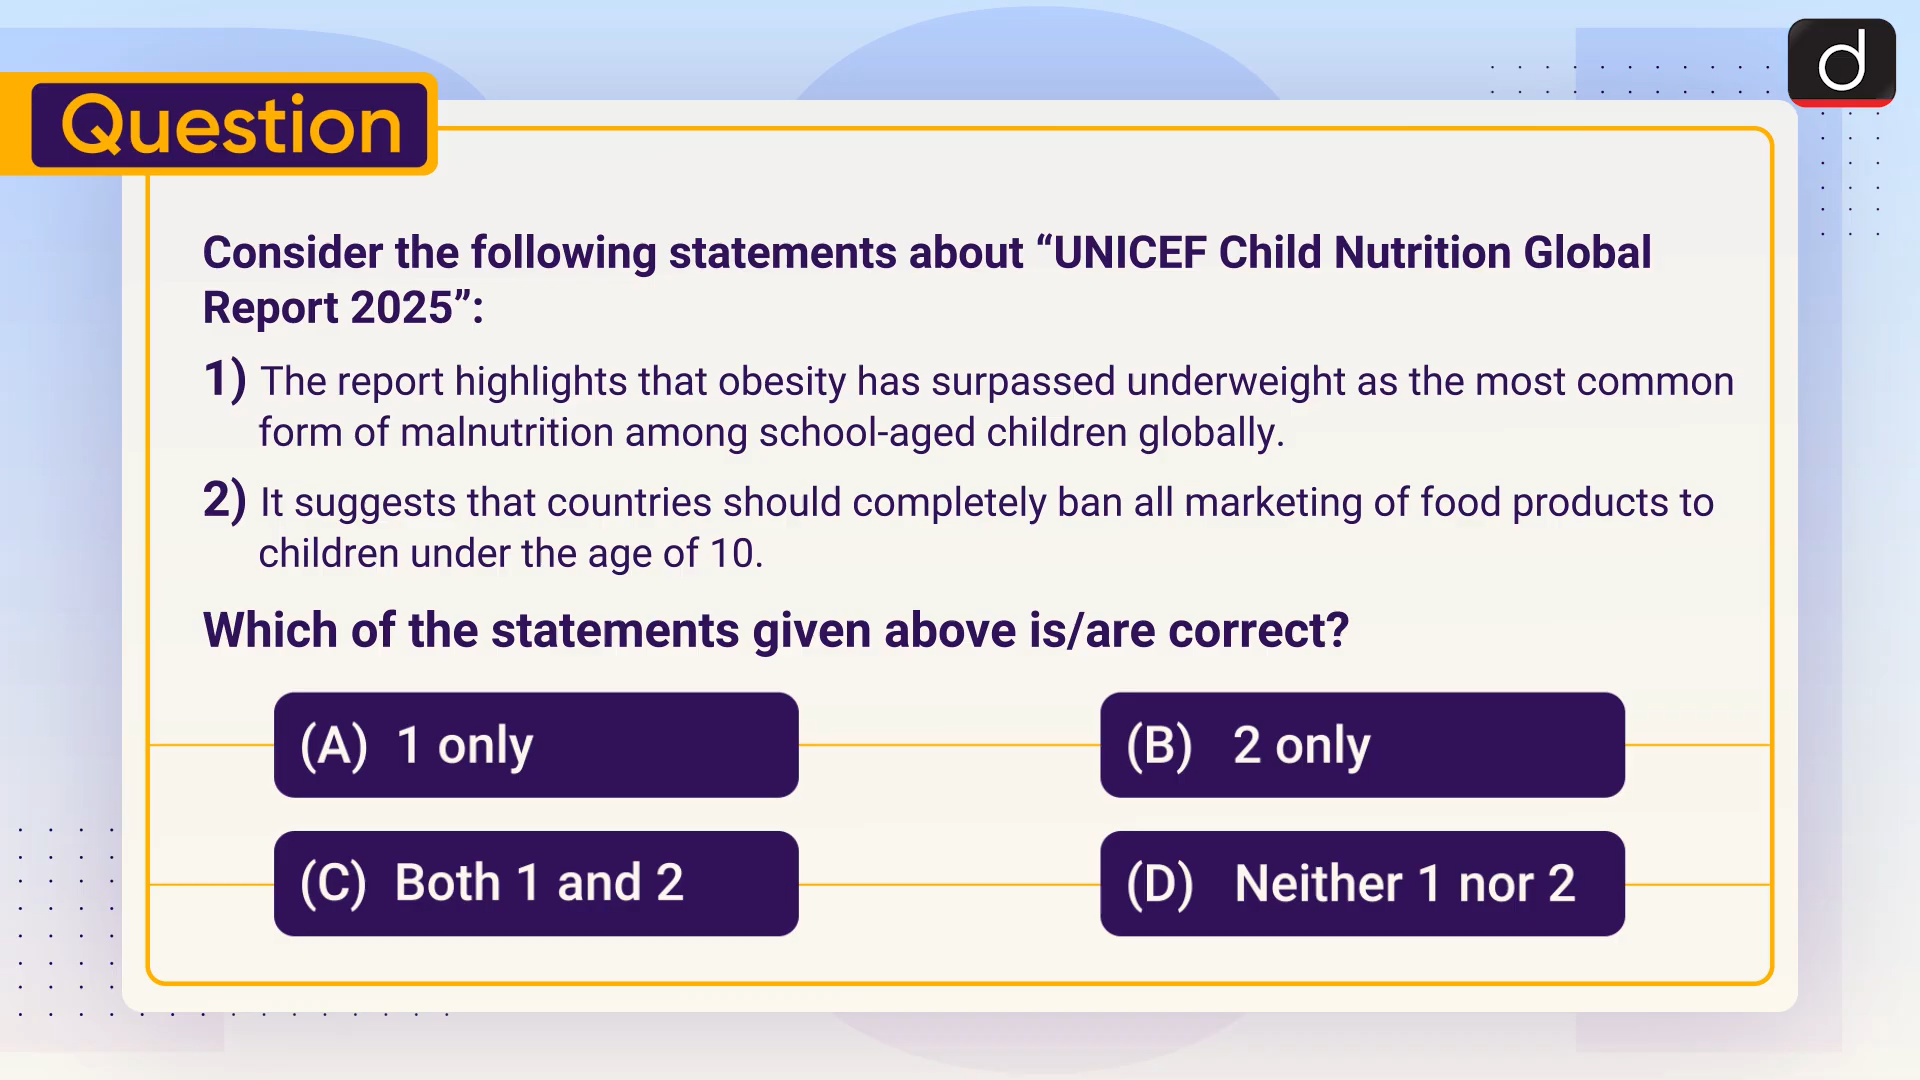 Question
Consider the following statements about “UNICEF Child Nutrition Global
Report 2025”:
1) The report highlights that obesity has surpassed underweight as the most common
form of malnutrition among school-aged children globally.
2) It suggests that countries should completely ban all marketing of food products to
children under the age of 10.
Which of the statements given above is/are correct?
(A) 1 only
(B) 2 only
(C) Both 1 and 2
(D) Neither 1 nor 2
d